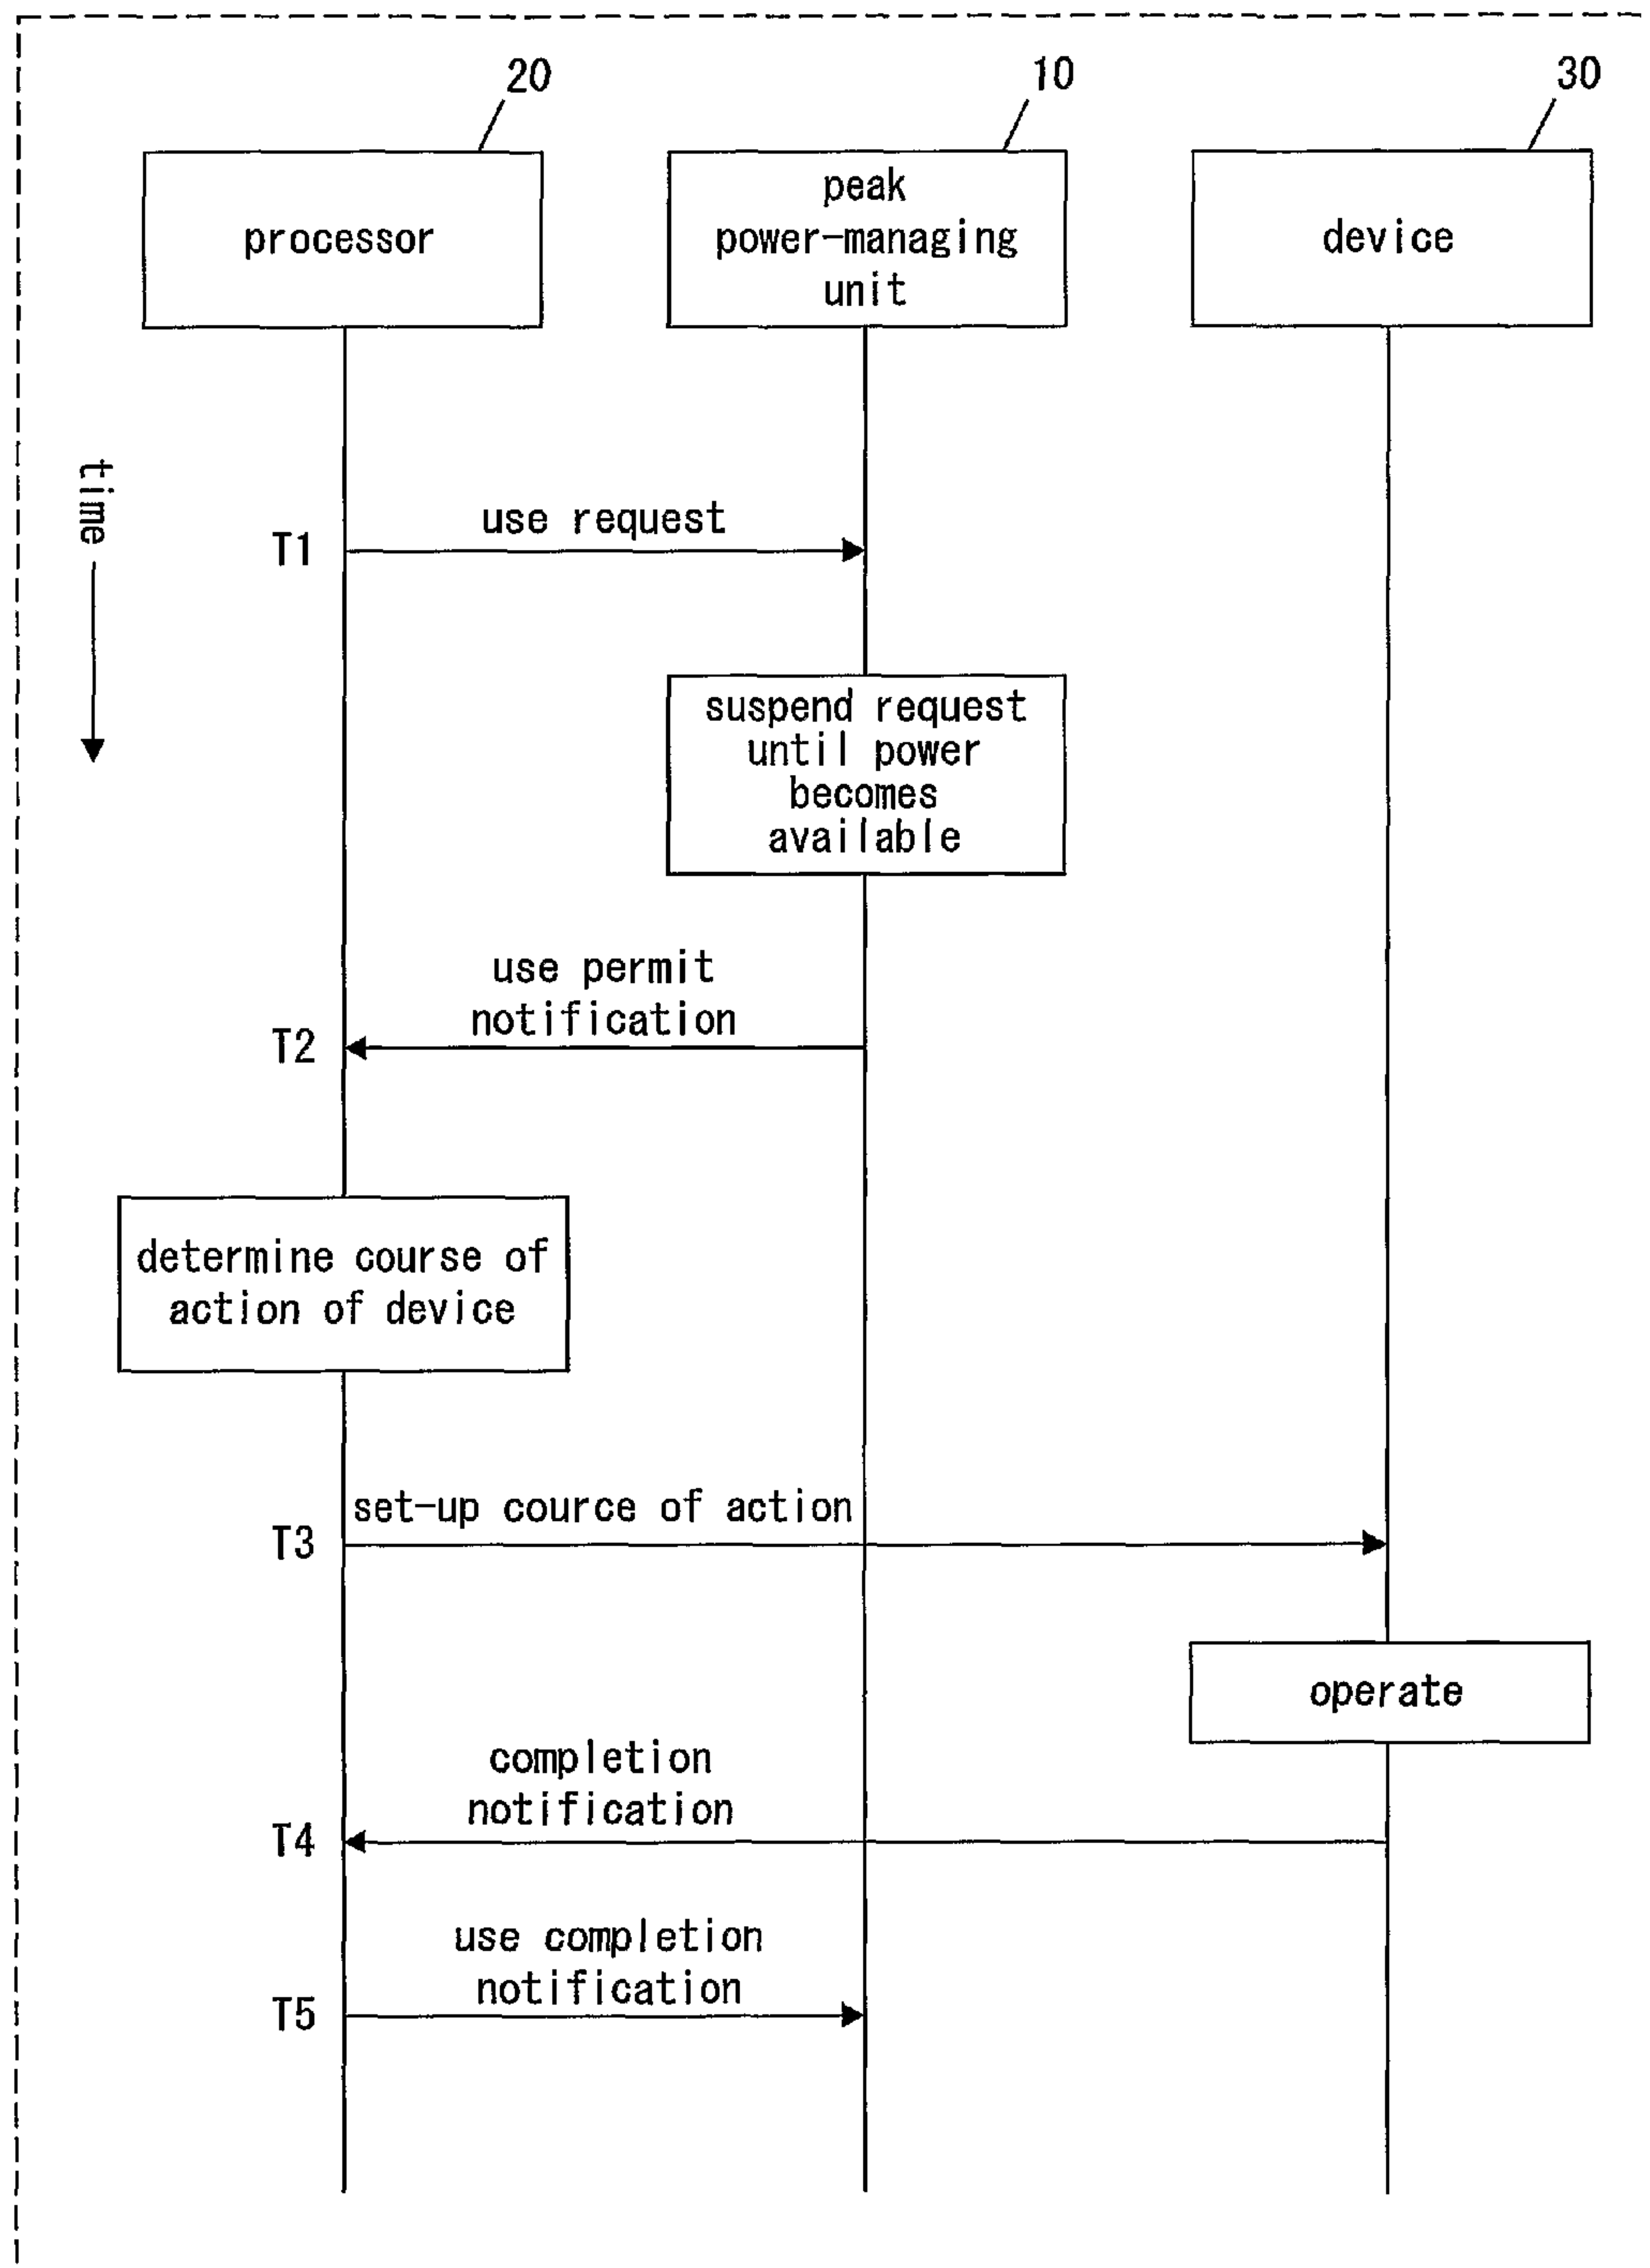 20
10
30
processor
peak
power-managing
unit
device
time
use request
T1
suspend request
until power
becomes
available
use permit
notification
T2
determine course of
action of device
set-up cource of action
T3
operate
completion
notification
T4
use completion
notification
T5